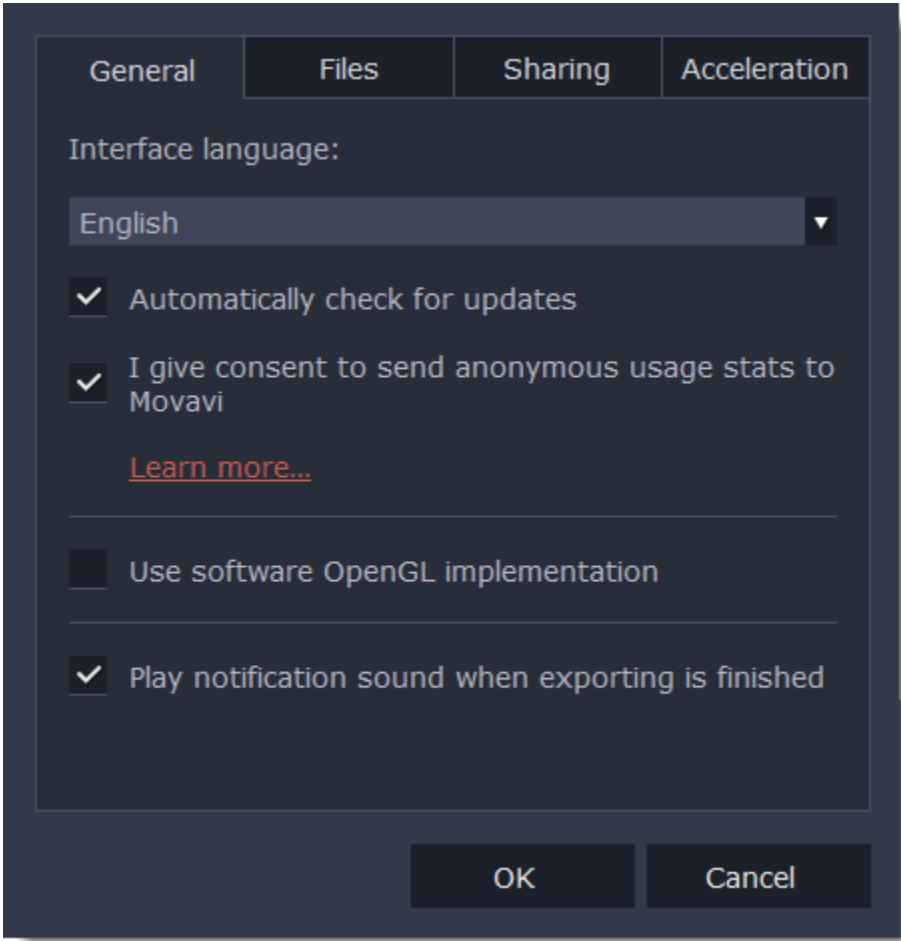 General Files Sharing Acceleration
Interface language:
English
Automatically check for updates
I give consent to send anonymous usage stats to
Movavi
Learn more...
Use software OpenGL implementation
Play notification sound when exporting is finished
OK Cancel